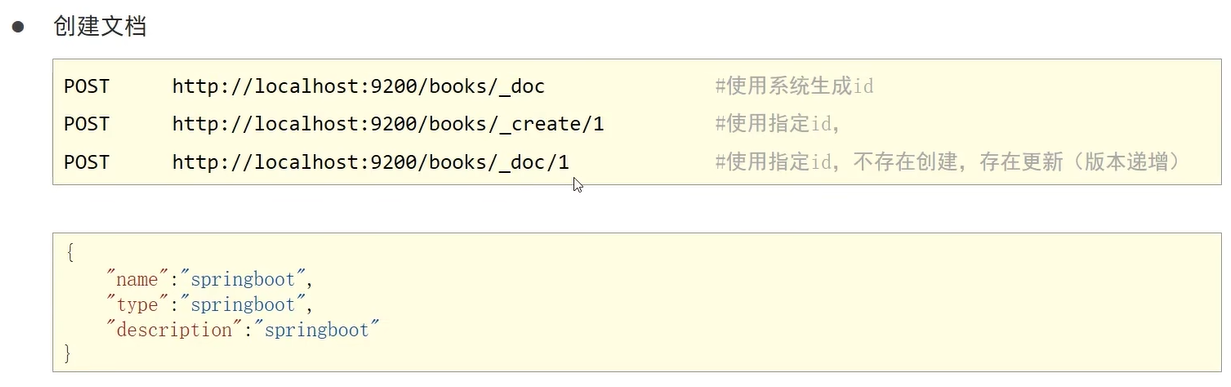 ● 创建文档
POST http://localhost:9200/books/_doc #使用系统生成id
POST http://localhost:9200/books/_create/1 #使用指定id,
POST http://localhost:9200/books/_doc/1 #使用指定id，不存在创建，存在更新（版本递增）
{
"name":"springboot",
"type":"springboot",
"description":"springboot"
}